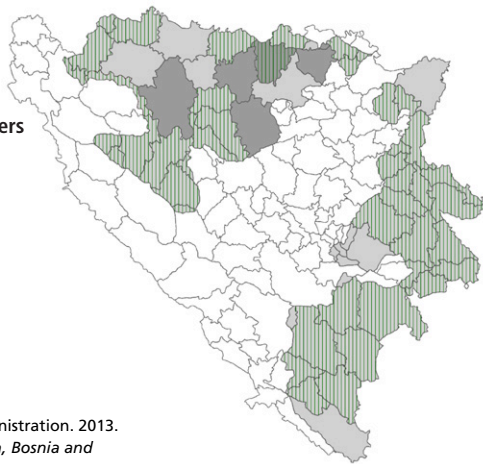 ers
nistration. 2013.
n, Bosnia and